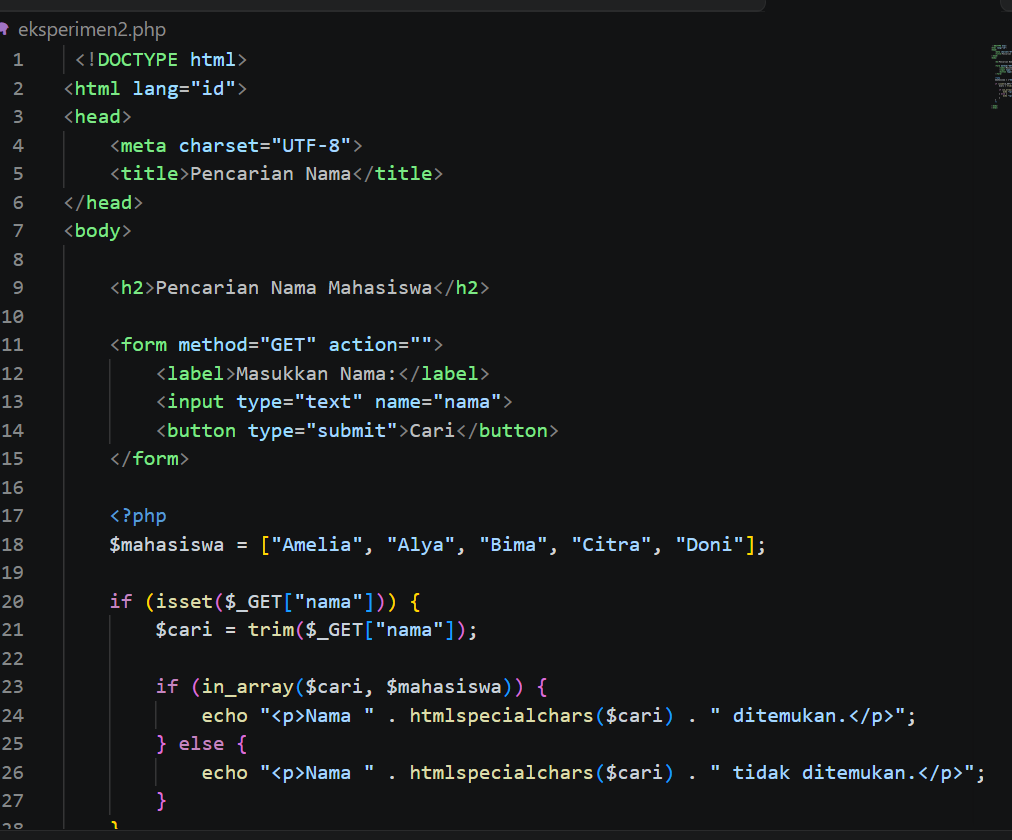 eksperimen2.php
1 <!DOCTYPE html>
2 <html lang="id">
3 <head>
4     <meta charset="UTF-8">
5     <title>Pencarian Nama</title>
6 </head>
7 <body>
8
9     <h2>Pencarian Nama Mahasiswa</h2>
10
11     <form method="GET" action="">
12         <label>Masukkan Nama:</label>
13         <input type="text" name="nama">
14         <button type="submit">Cari</button>
15     </form>
16
17     <?php
18     $mahasiswa = ["Amelia", "Alya", "Bima", "Citra", "Doni"];
19
20     if (isset($_GET["nama"])) {
21         $cari = trim($_GET["nama"]);
22
23         if (in_array($cari, $mahasiswa)) {
24             echo "<p>Nama " . htmlspecialchars($cari) . " ditemukan.</p>";
25         } else {
26             echo "<p>Nama " . htmlspecialchars($cari) . " tidak ditemukan.</p>";
27         }
28     }